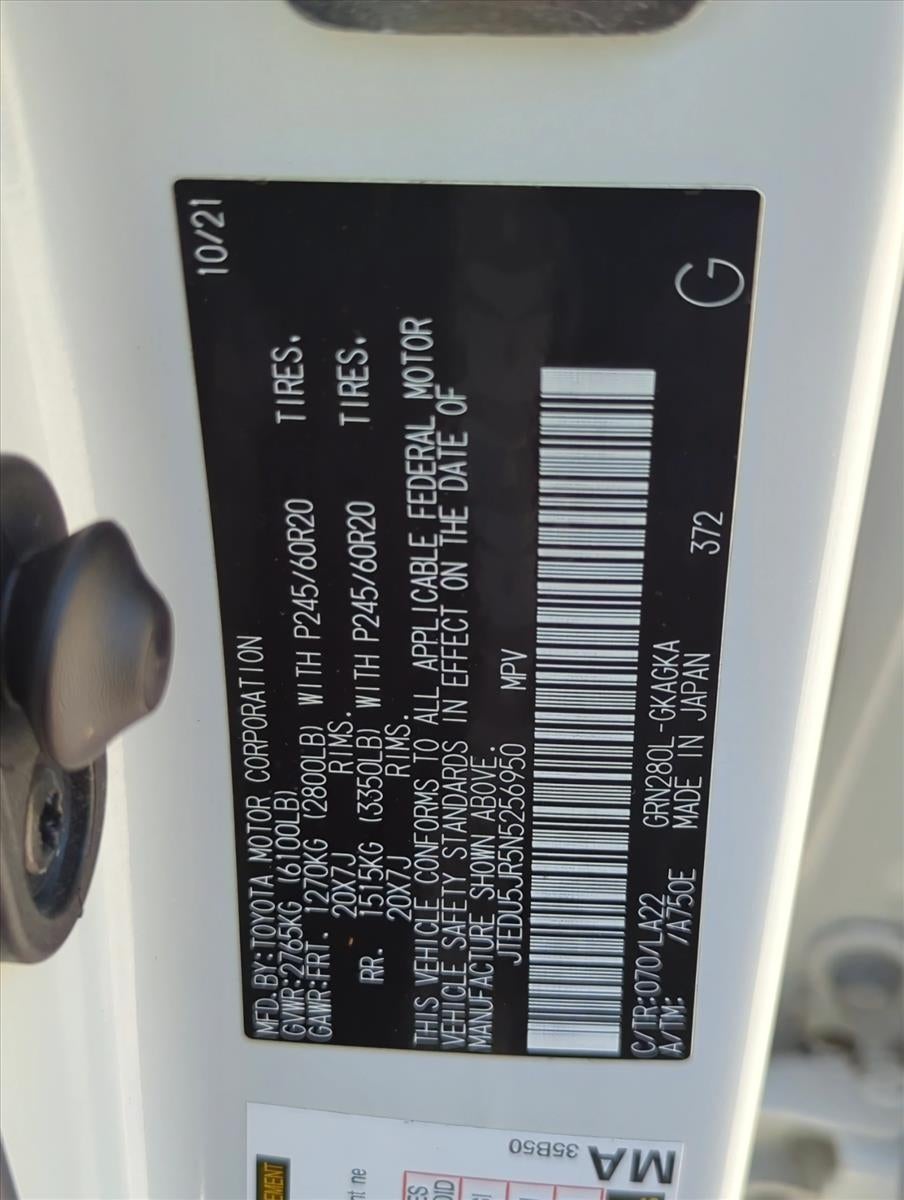 10/21
MFD.BY:TOYOTA MOTOR CORPORATION
GVWR:2765KG (6100LB)
GAWR:FRT. 1270KG (2800LB) WITH P245/60R20 TIRES.
20X7J RIMS.
RR. 1515KG (3350LB) WITH P245/60R20 TIRES.
20X7J RIMS.
THIS VEHICLE CONFORMS TO ALL APPLICABLE FEDERAL MOTOR
VEHICLE SAFETY STANDARDS IN EFFECT ON THE DATE OF
MANUFACTURE SHOWN ABOVE.
JTEDU5JR5N5256950 MPV
C/TR:070/LA22 GRN280L-GKAGKA 372
A/TM: /A750E MADE IN JAPAN
G
MA
35B50